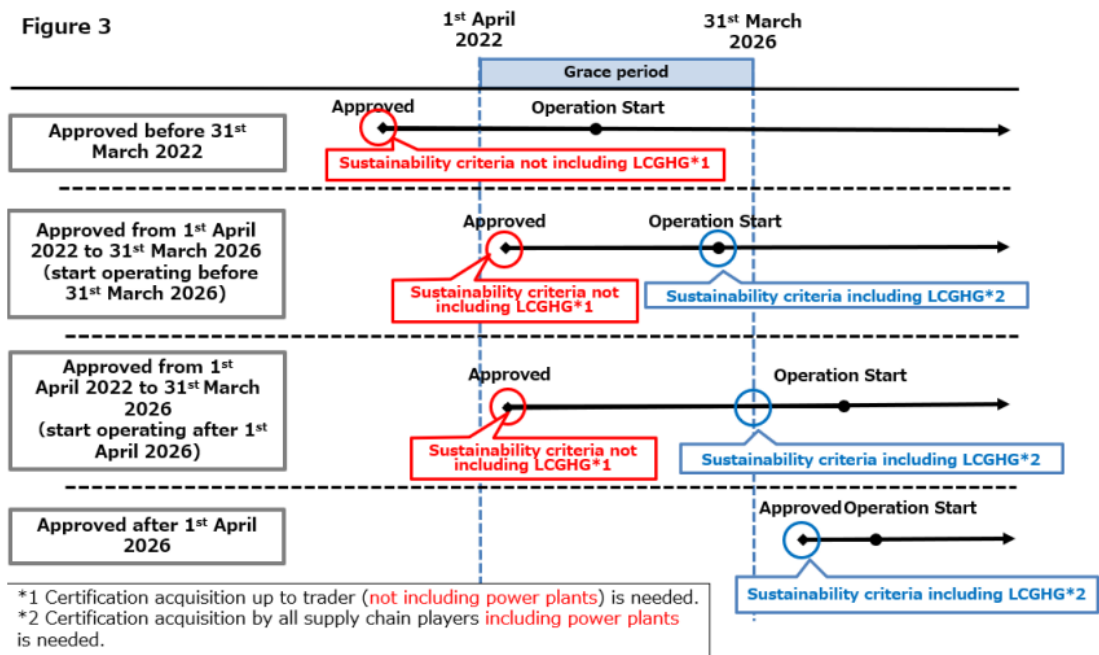 Figure 3
1st April
2022
31st March
2026
Grace period
Approved before 31st
March 2022
Approved
Operation Start
Sustainability criteria not including LCGHG*1
Approved from 1st April
2022 to 31st March 2026
(start operating before
31st March 2026)
Approved
Operation Start
Sustainability criteria not
including LCGHG*1
Sustainability criteria including LCGHG*2
Approved from 1st
April 2022 to 31st March
2026
(start operating after 1st
April 2026)
Approved
Operation Start
Sustainability criteria not
including LCGHG*1
Sustainability criteria including LCGHG*2
Approved after 1st April
2026
Approved
Operation Start
Sustainability criteria including LCGHG*2
*1 Certification acquisition up to trader (not including power plants) is needed.
*2 Certification acquisition by all supply chain players including power plants
is needed.